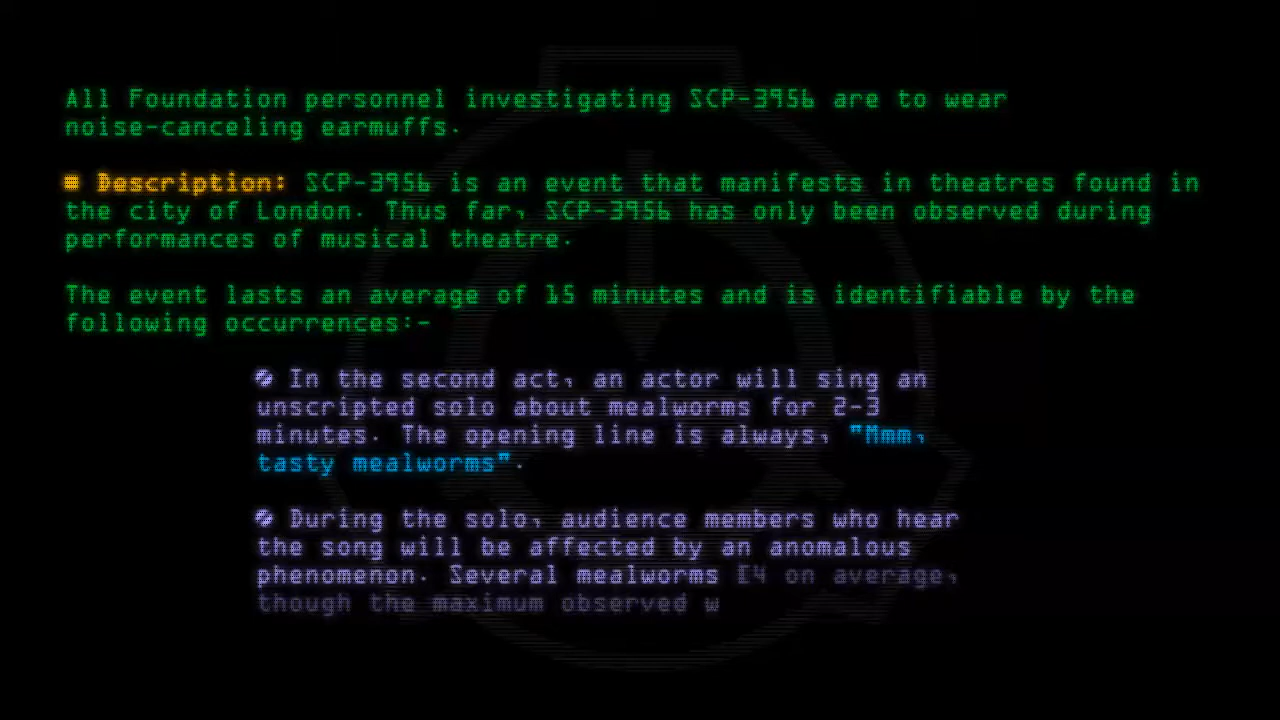 All Foundation personnel investigating SCP-3956 are to wear
noise-canceling earmuffs.
■ Description: SCP-3956 is an event that manifests in theatres found in
the city of London. Thus far, SCP-3956 has only been observed during
performances of musical theatre.
The event lasts an average of 15 minutes and is identifiable by the
following occurrences:-
In the second act, an actor will sing an
unscripted solo about mealworms for 2-3
minutes. The opening line is always, "Mmm,
tasty mealworms".
During the solo, audience members who hear
the song will be affected by an anomalous
phenomenon. Several mealworms [4 on average,
though the maximum observed w